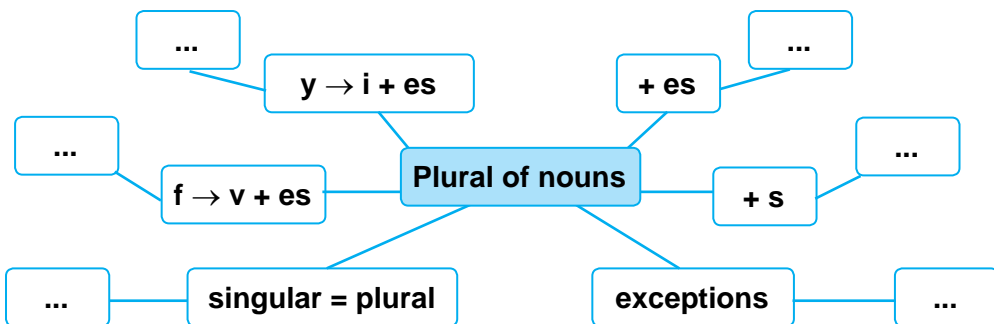 ...
...
y → i + es
+ es
...
...
Plural of nouns
f → v + es
+ s
...
singular = plural
exceptions
...